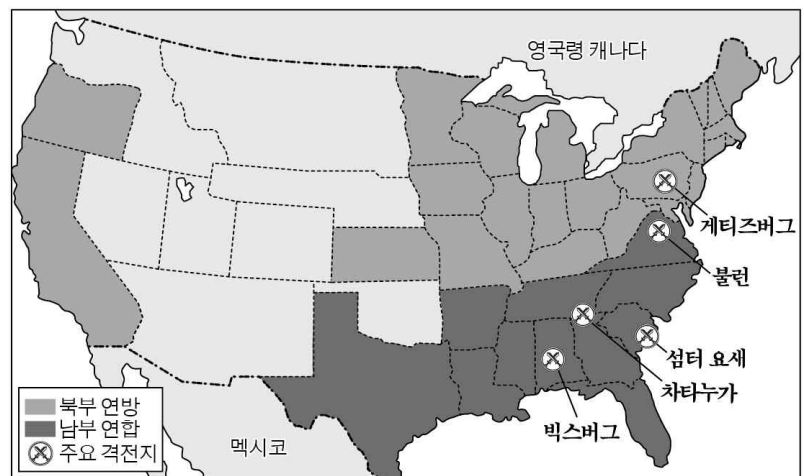 영국령 캐나다
게티즈버그
불런
섬터 요새
차타누가
빅스버그
멕시코
북부 연방
남부 연합
주요 격전지